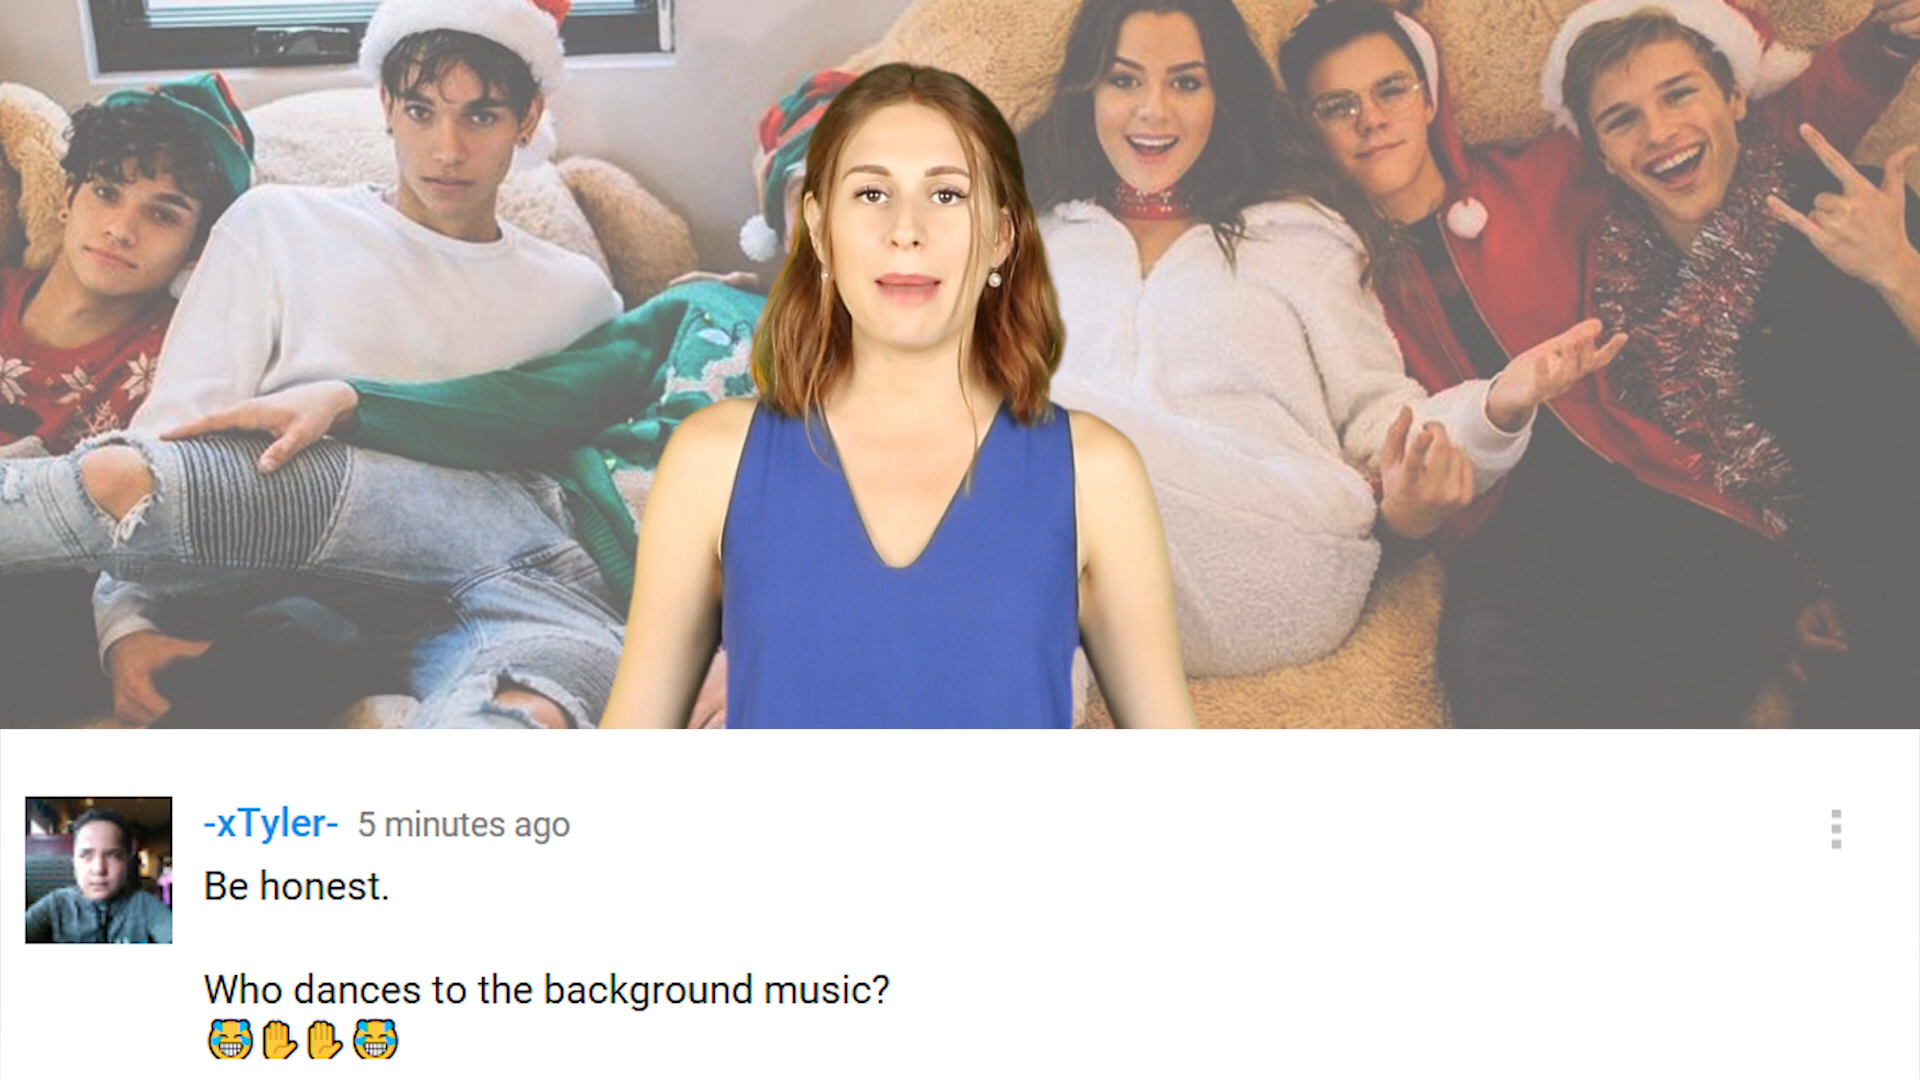 -xTyler- 5 minutes ago
Be honest.
Who dances to the background music?
😂✋✋😂